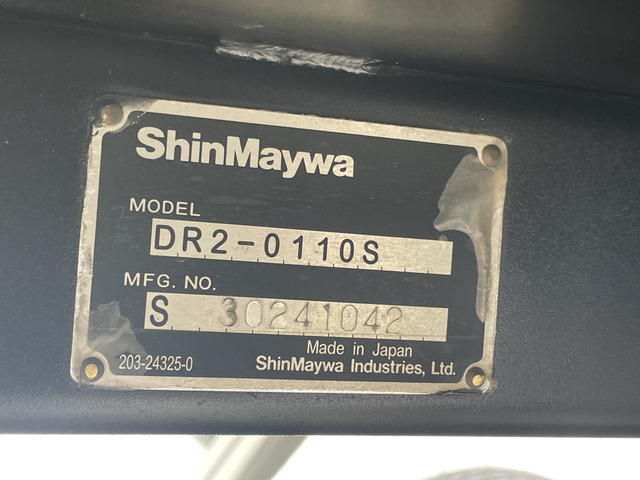 ShinMaywa
MODEL
DR2-0110S
MFG. NO.
S 30241042
Made in Japan
203-24325-0 ShinMaywa Industries, Ltd.